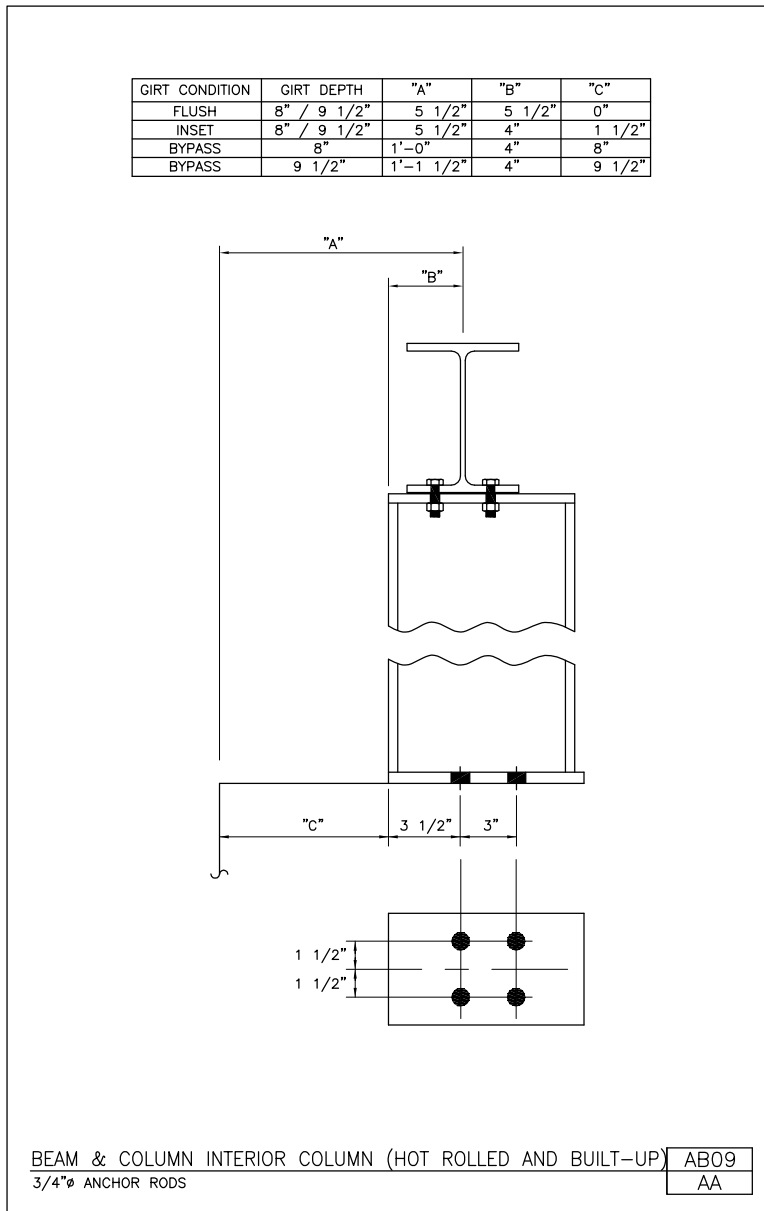 GIRT CONDITION GIRT DEPTH "A" "B" "C"
FLUSH 8" / 9 1/2" 5 1/2" 5 1/2" 0"
INSET 8" / 9 1/2" 5 1/2" 4" 1 1/2"
BYPASS 8" 1'-0" 4" 8"
BYPASS 9 1/2" 1'-1 1/2" 4" 9 1/2"
"A"
"B"
"C" 3 1/2" 3"
1 1/2"
1 1/2"
BEAM & COLUMN INTERIOR COLUMN (HOT ROLLED AND BUILT-UP) AB09
3/4"ø ANCHOR RODS AA